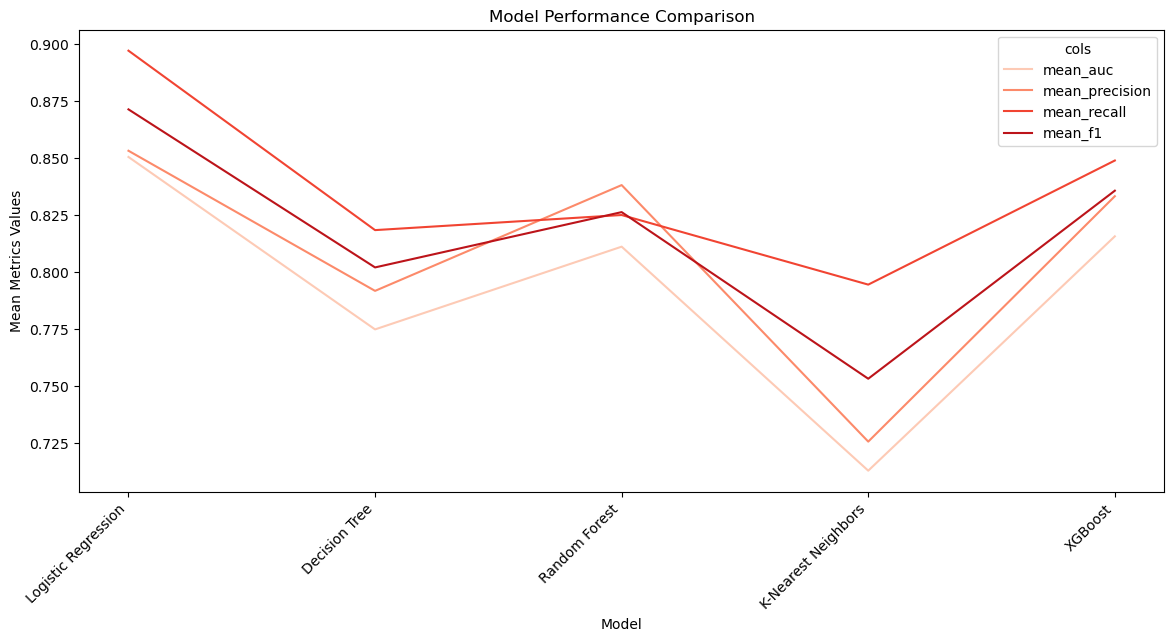 Model Performance Comparison
cols
mean_auc
mean_precision
mean_recall
mean_f1
Mean Metrics Values
0.900
0.875
0.850
0.825
0.800
0.775
0.750
0.725
Logistic Regression
Decision Tree
Random Forest
K-Nearest Neighbors
XGBoost
Model